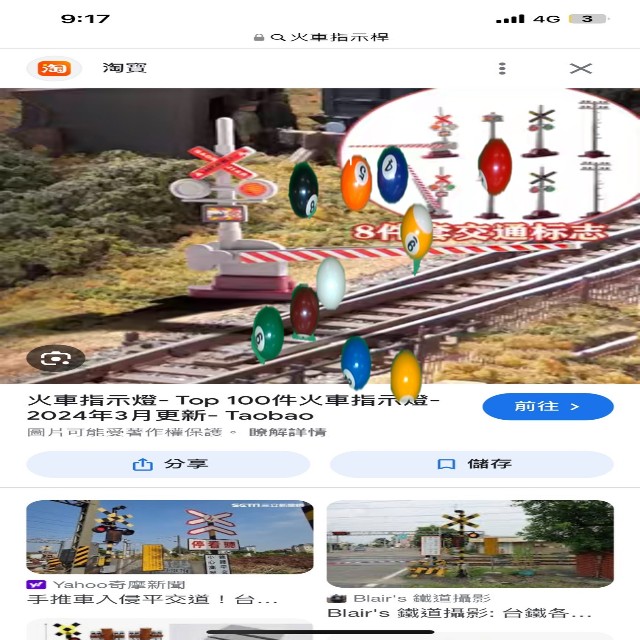 9:17
4G
3
火車指示桿
淘
淘寶
8件套交通标志
火車指示燈- Top 100件火車指示燈-
2024年3月更新- Taobao
前往 >
圖片可能受著作權保護。 瞭解詳情
分享
儲存
停看聽
Yahoo奇摩新聞
手推車入侵平交道！台...
Blair's 鐵道攝影
Blair's 鐵道攝影: 台鐵各...